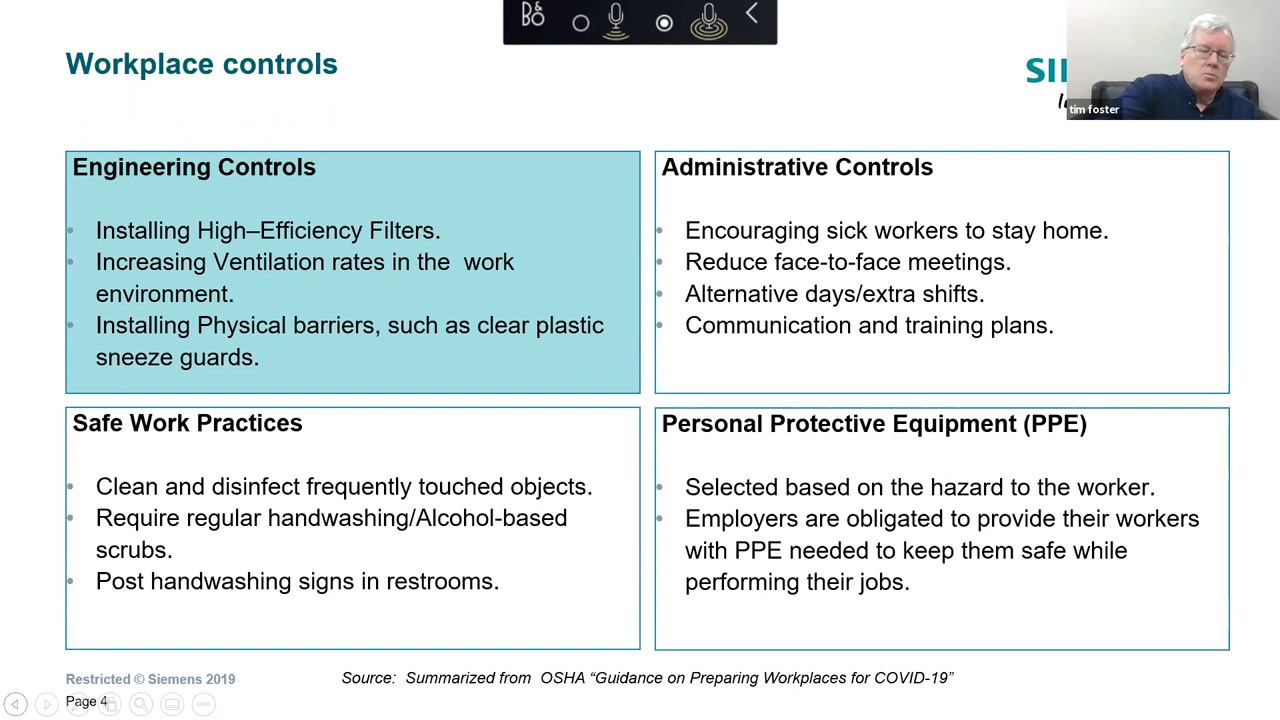 B&O
Workplace controls
SI
tim foster
Engineering Controls
• Installing High–Efficiency Filters.
• Increasing Ventilation rates in the  work
environment.
• Installing Physical barriers, such as clear plastic
sneeze guards.
Administrative Controls
• Encouraging sick workers to stay home.
• Reduce face-to-face meetings.
• Alternative days/extra shifts.
• Communication and training plans.
Safe Work Practices
• Clean and disinfect frequently touched objects.
• Require regular handwashing/Alcohol-based
scrubs.
• Post handwashing signs in restrooms.
Personal Protective Equipment (PPE)
• Selected based on the hazard to the worker.
• Employers are obligated to provide their workers
with PPE needed to keep them safe while
performing their jobs.
Restricted © Siemens 2019
Source:  Summarized from  OSHA “Guidance on Preparing Workplaces for COVID-19”
Page 4